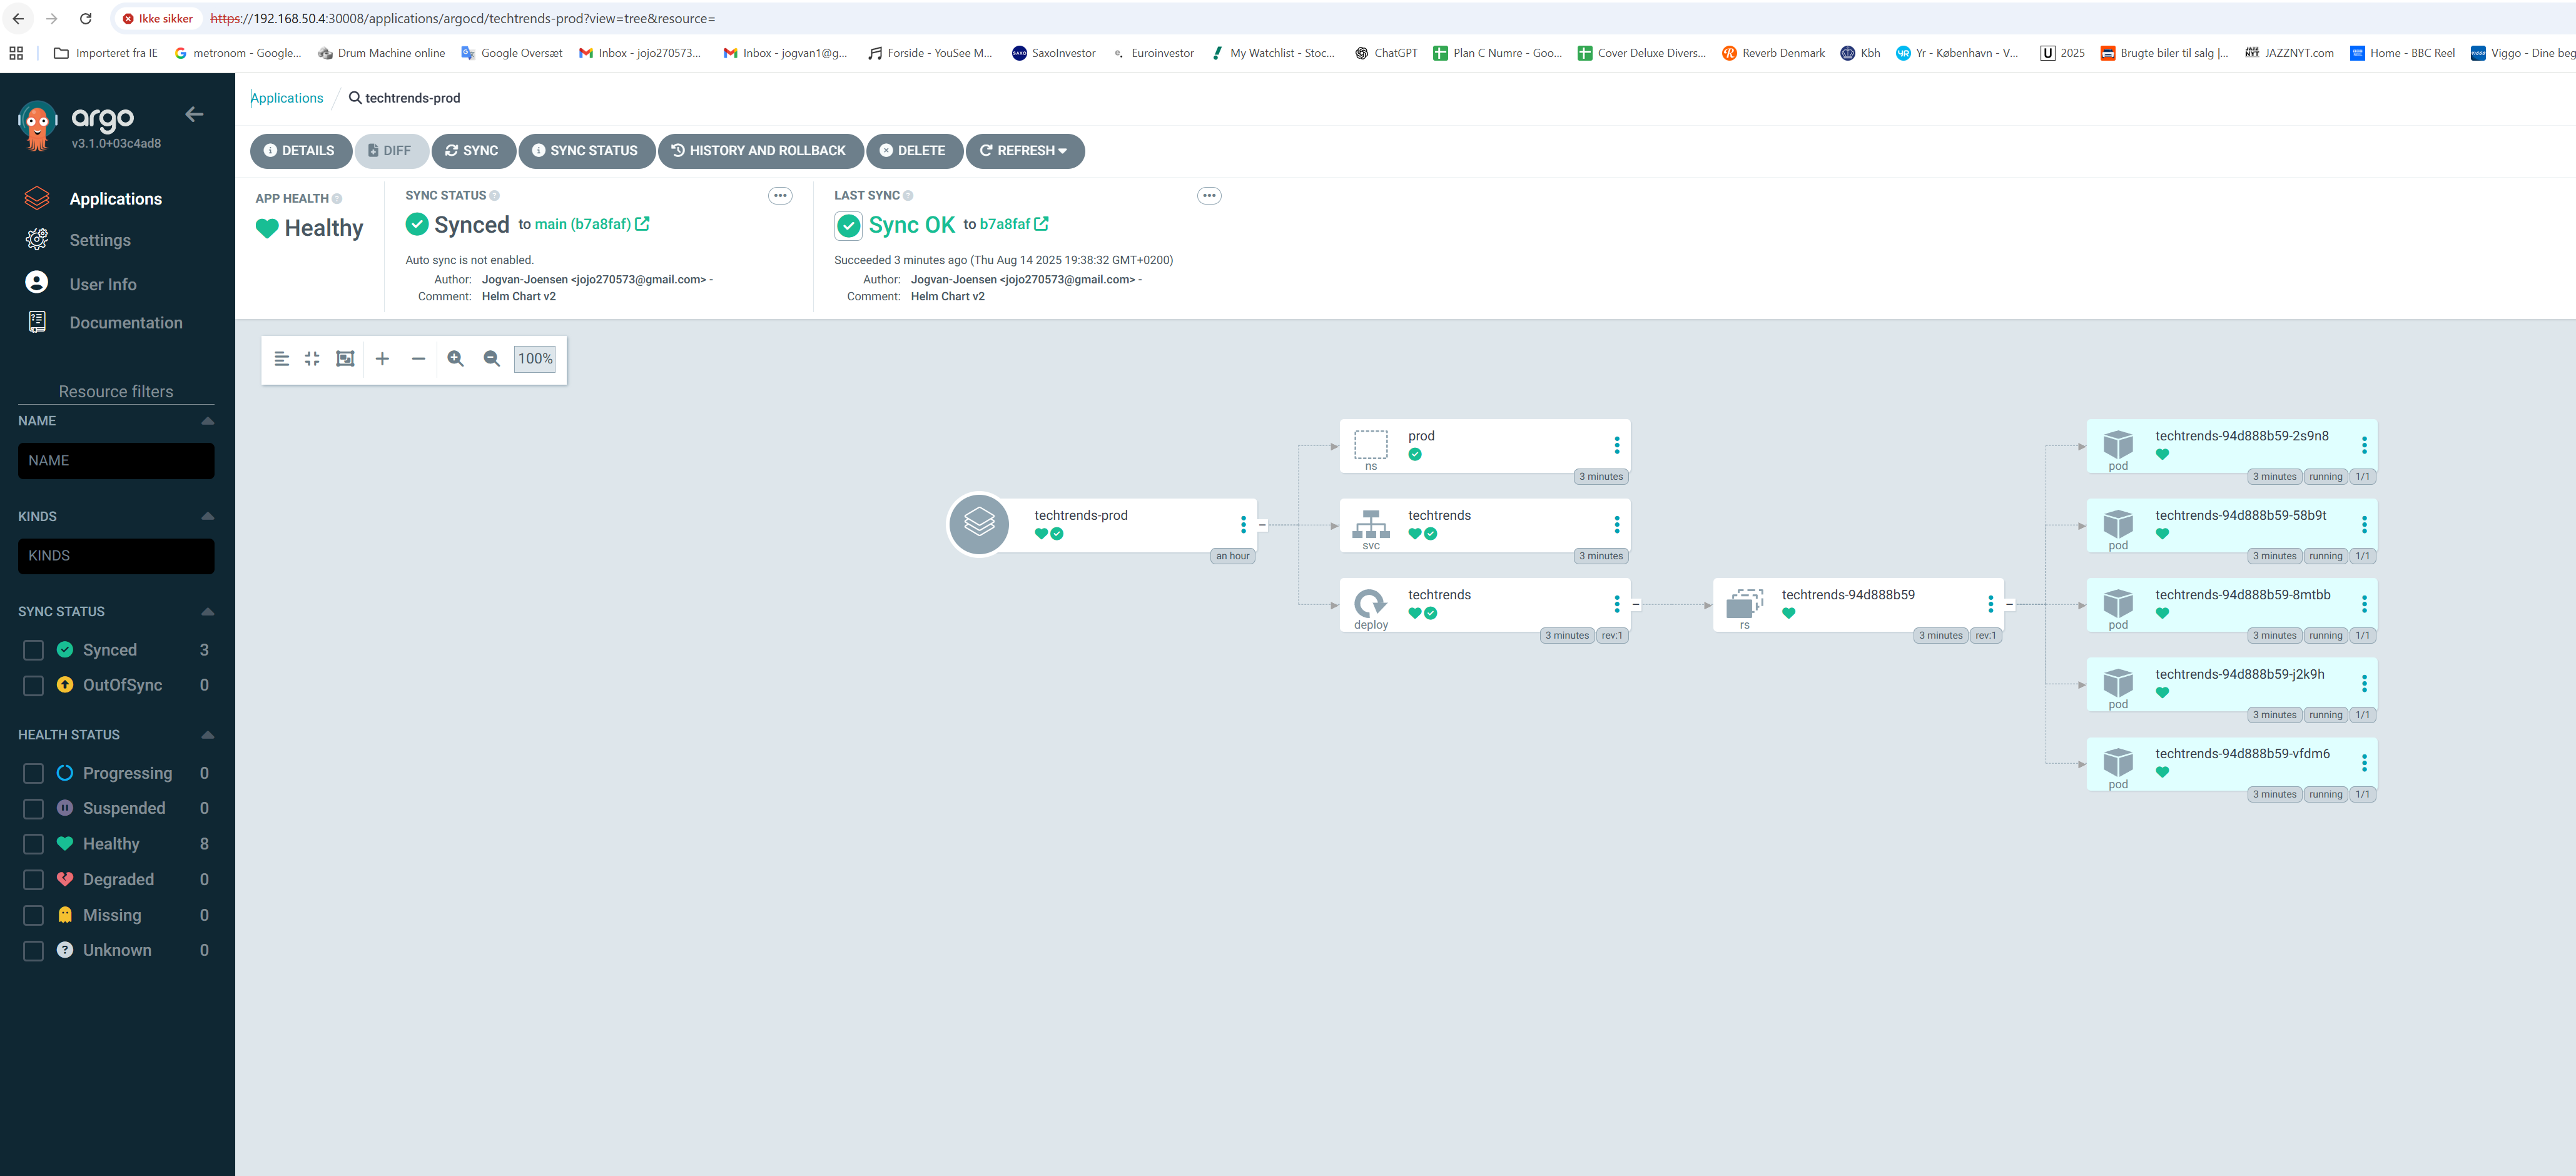 Ikke sikker https://192.168.50.4:30008/applications/argocd/techtrends-prod?view=tree&resource=
Importeret fra IE metronom - Google... Drum Machine online Google Oversæt Inbox - jojo270573... Inbox - jogvan1@g... Forside - YouSee M... SAXO SaxoInvestor e. Euroinvestor My Watchlist - Stoc... ChatGPT Plan C Numre - Goo... Cover Deluxe Divers... Reverb Denmark Kbh YR Yr - København - V... U 2025 Brugte biler til salg |... JAZZNYT.com Home - BBC Reel Viggo - Dine beg
argo
v3.1.0+03c4ad8
Applications
Settings
User Info
Documentation
Resource filters
NAME
NAME
KINDS
KINDS
SYNC STATUS
Synced 3
OutOfSync 0
HEALTH STATUS
Progressing 0
Suspended 0
Healthy 8
Degraded 0
Missing 0
Unknown 0
Applications / techtrends-prod
DETAILS DIFF SYNC SYNC STATUS HISTORY AND ROLLBACK DELETE REFRESH
APP HEALTH
Healthy
SYNC STATUS
Synced to main (b7a8faf)
Auto sync is not enabled.
Author: Jogvan-Joensen <jojo270573@gmail.com> -
Comment: Helm Chart v2
LAST SYNC
Sync OK to b7a8faf
Succeeded 3 minutes ago (Thu Aug 14 2025 19:38:32 GMT+0200)
Author: Jogvan-Joensen <jojo270573@gmail.com> -
Comment: Helm Chart v2
100%
techtrends-prod
an hour
prod
ns
3 minutes
techtrends
svc
3 minutes
techtrends
deploy
3 minutes rev:1
techtrends-94d888b59
rs
3 minutes rev:1
techtrends-94d888b59-2s9n8
pod
3 minutes running 1/1
techtrends-94d888b59-58b9t
pod
3 minutes running 1/1
techtrends-94d888b59-8mtbb
pod
3 minutes running 1/1
techtrends-94d888b59-j2k9h
pod
3 minutes running 1/1
techtrends-94d888b59-vfdm6
pod
3 minutes running 1/1